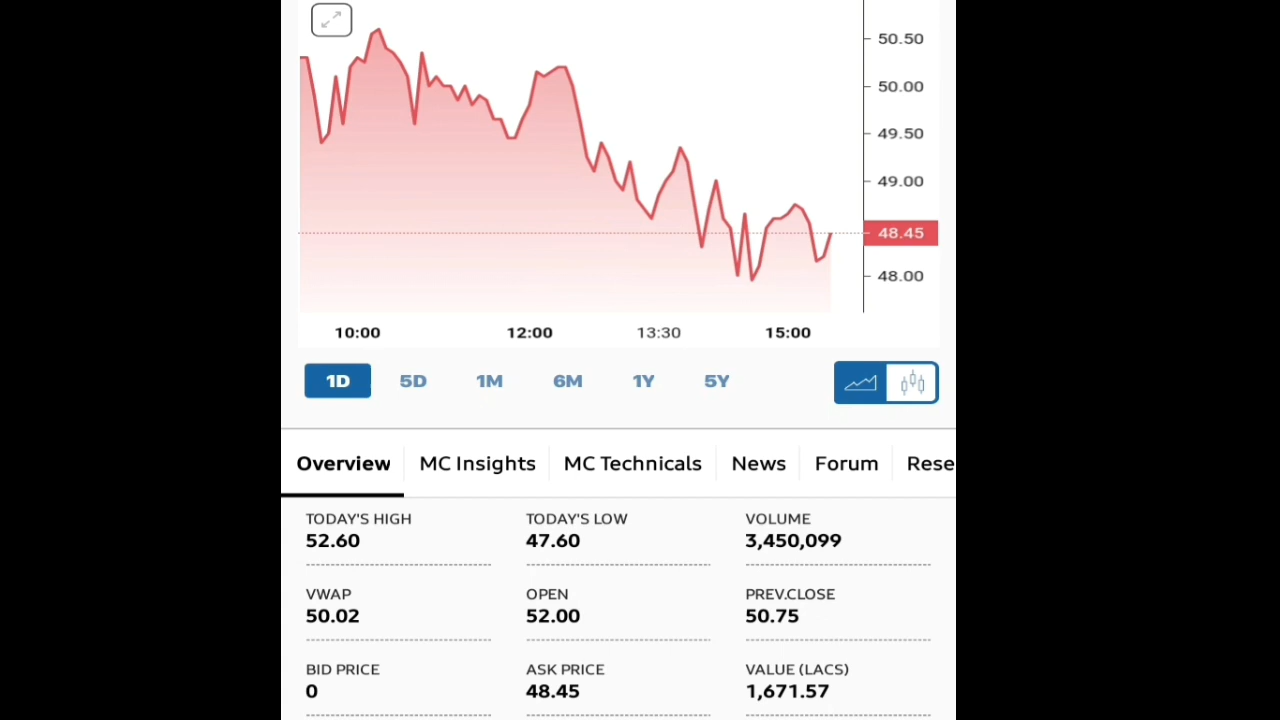 50.50
50.00
49.50
49.00
48.45
48.00
10:00 12:00 13:30 15:00
1D 5D 1M 6M 1Y 5Y
Overview MC Insights MC Technicals News Forum Rese
TODAY'S HIGH TODAY'S LOW VOLUME
52.60 47.60 3,450,099
VWAP OPEN PREV.CLOSE
50.02 52.00 50.75
BID PRICE ASK PRICE VALUE (LACS)
0 48.45 1,671.57